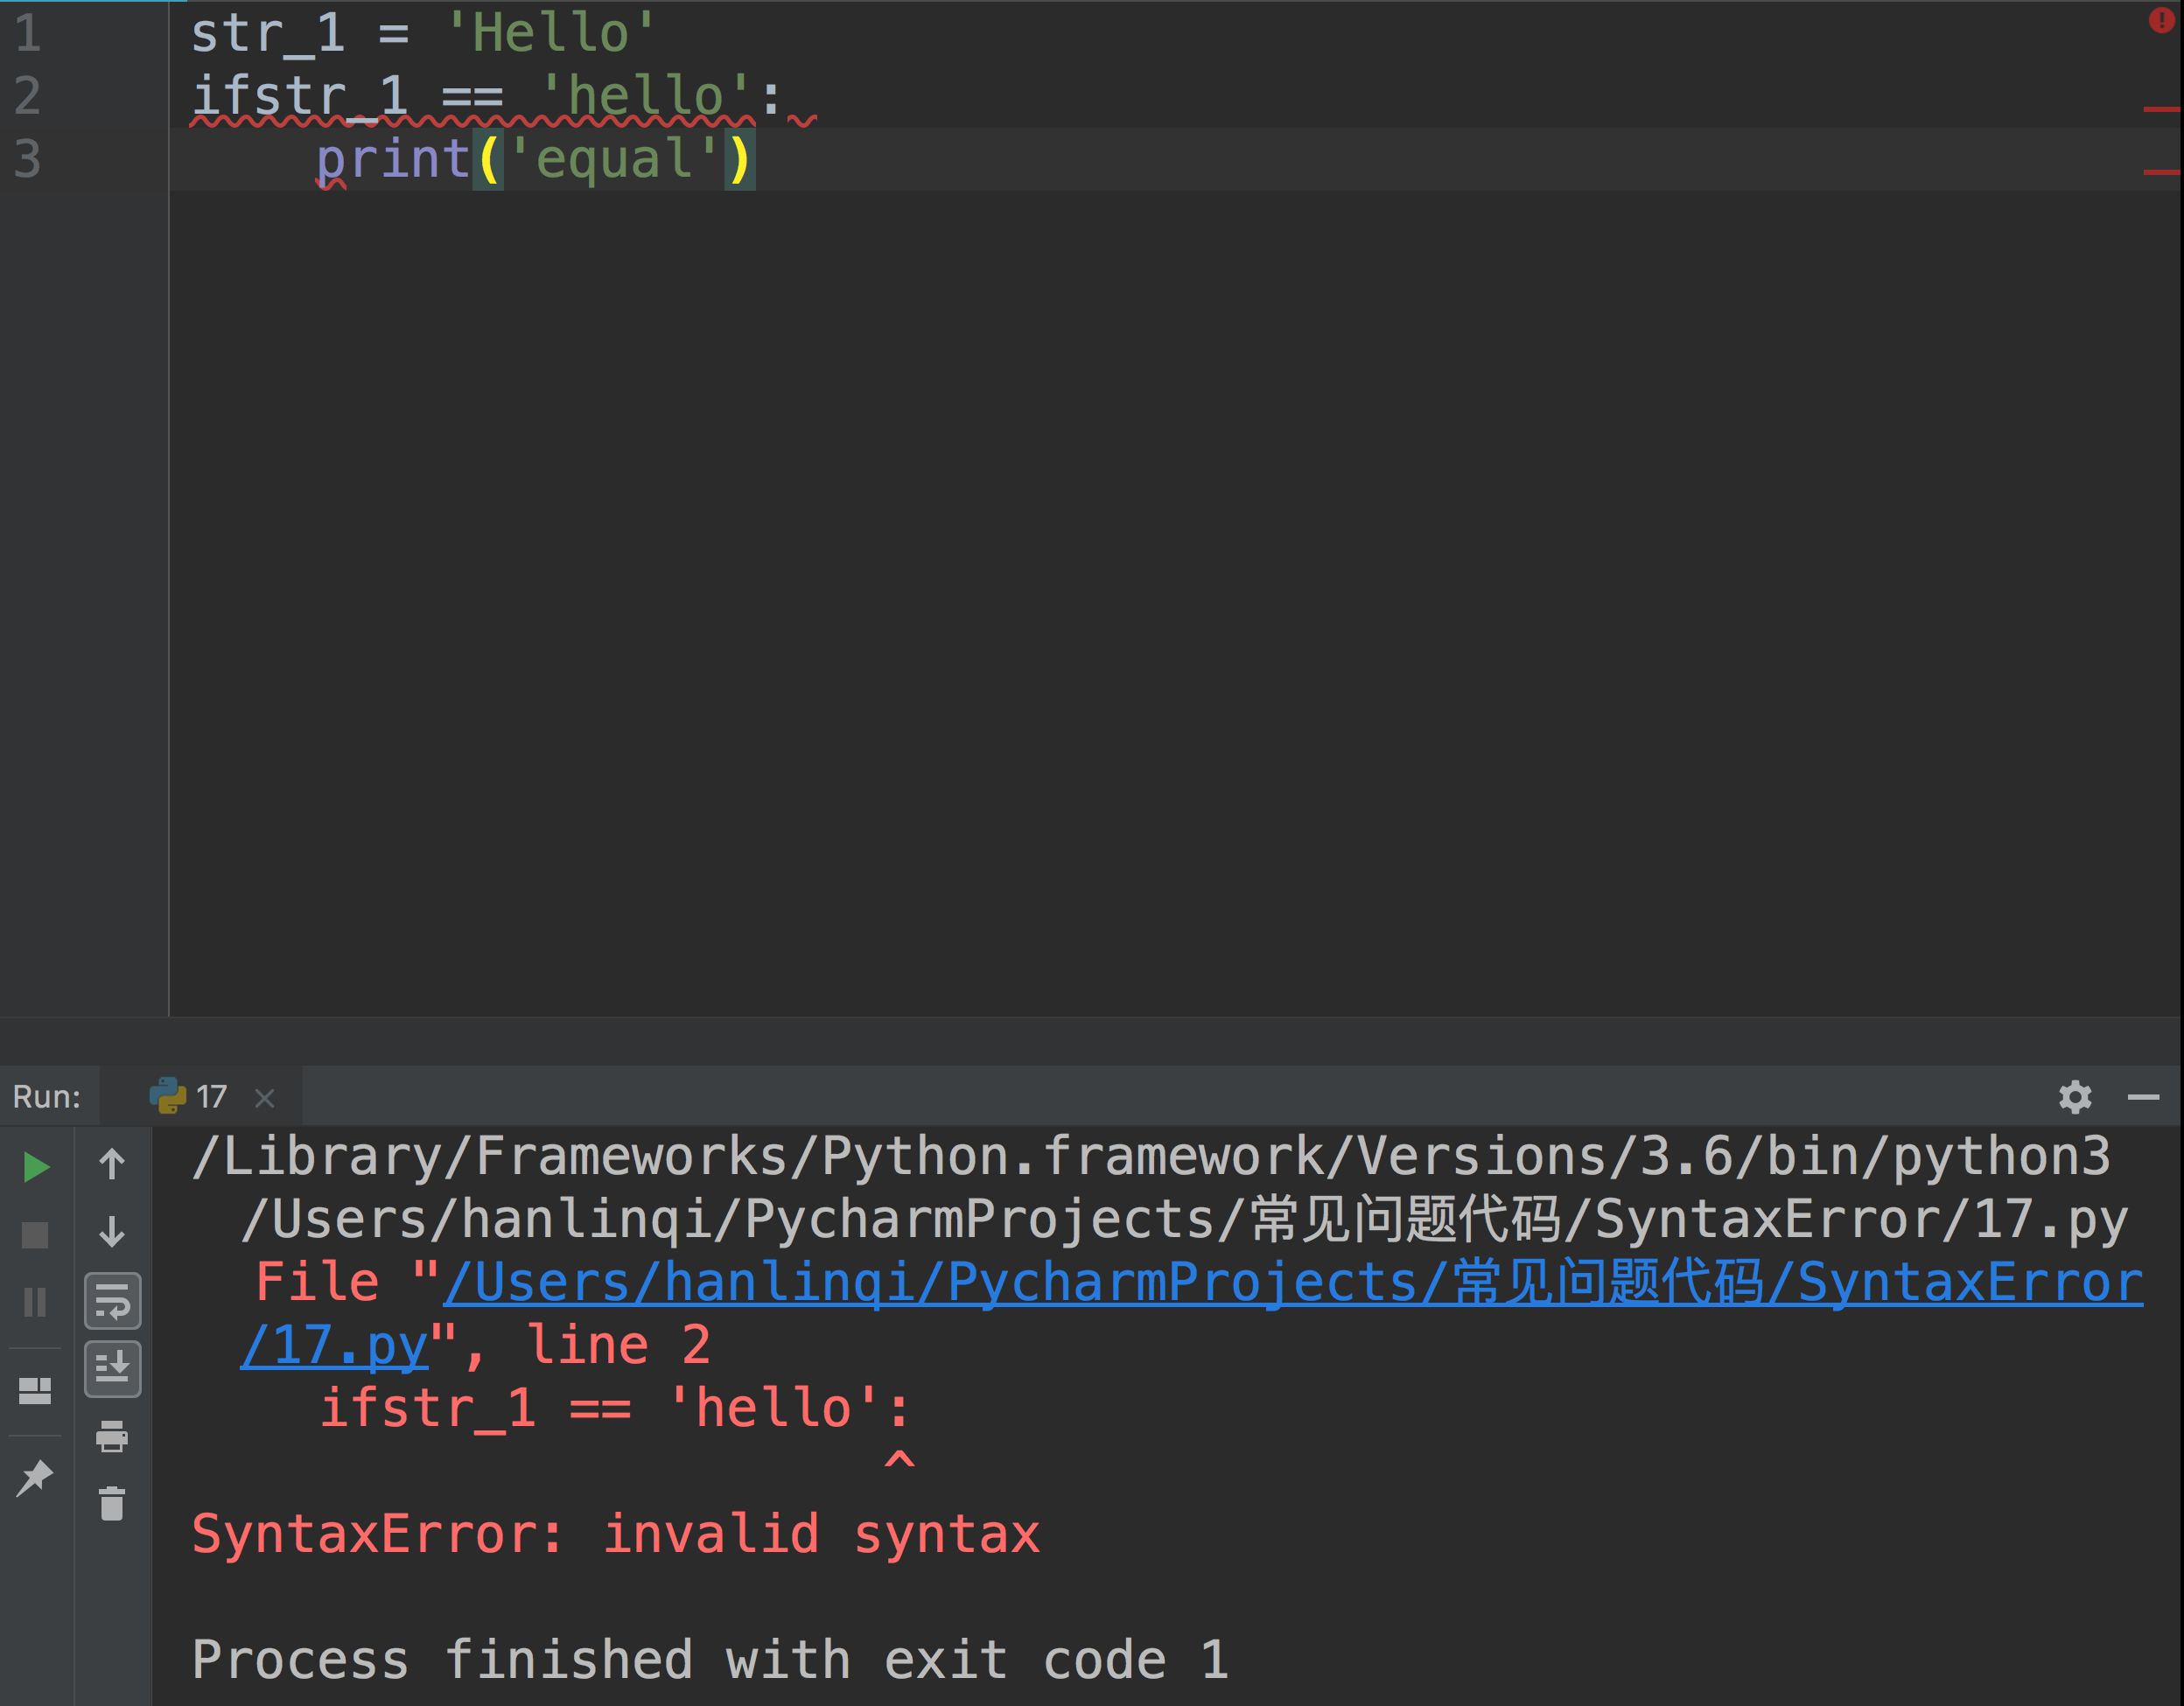 1 str_1 = 'Hello'
2 ifstr_1 == 'hello':
3     print('equal')
Run: 17
/Library/Frameworks/Python.framework/Versions/3.6/bin/python3
/Users/hanlinqi/PycharmProjects/常见问题代码/SyntaxError/17.py
File "/Users/hanlinqi/PycharmProjects/常见问题代码/SyntaxError
/17.py", line 2
ifstr_1 == 'hello':
^
SyntaxError: invalid syntax
Process finished with exit code 1